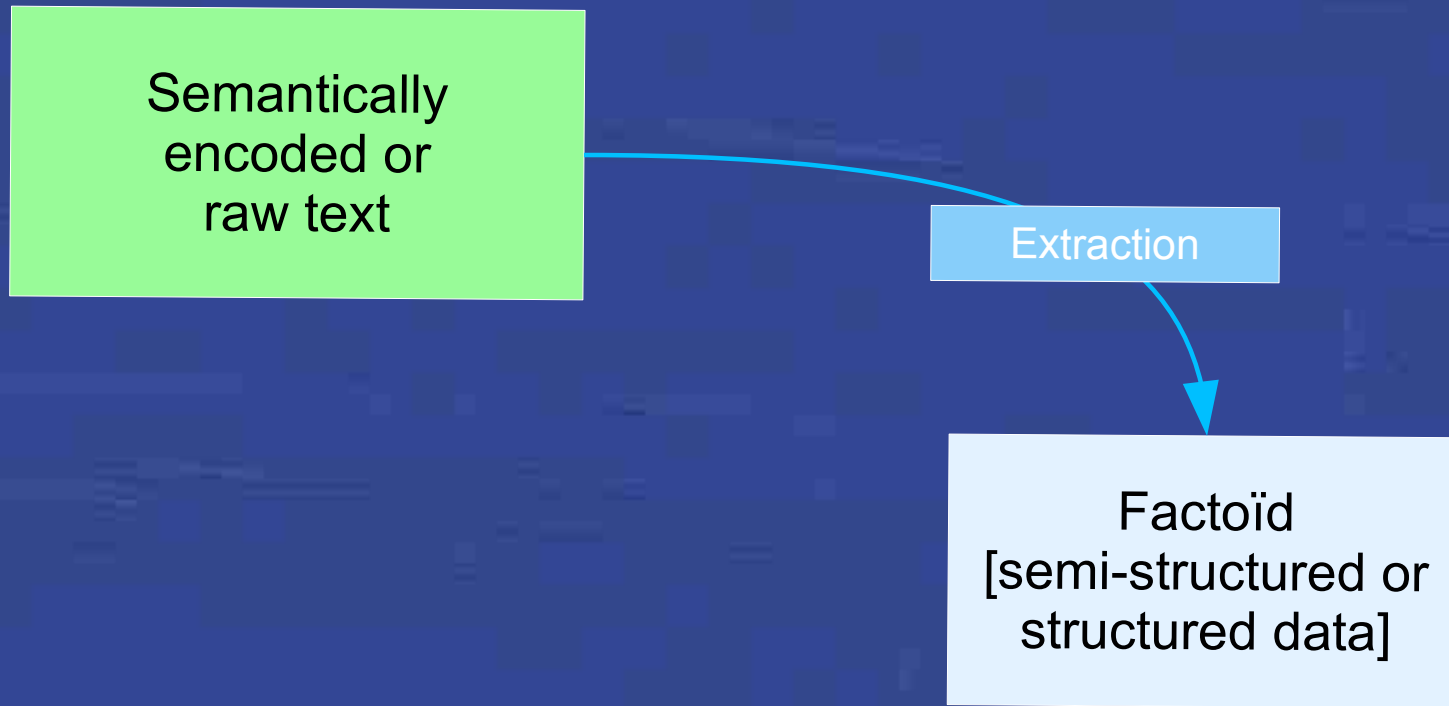 Semantically
encoded or
raw text
Extraction
Factoïd
[semi-structured or
structured data]